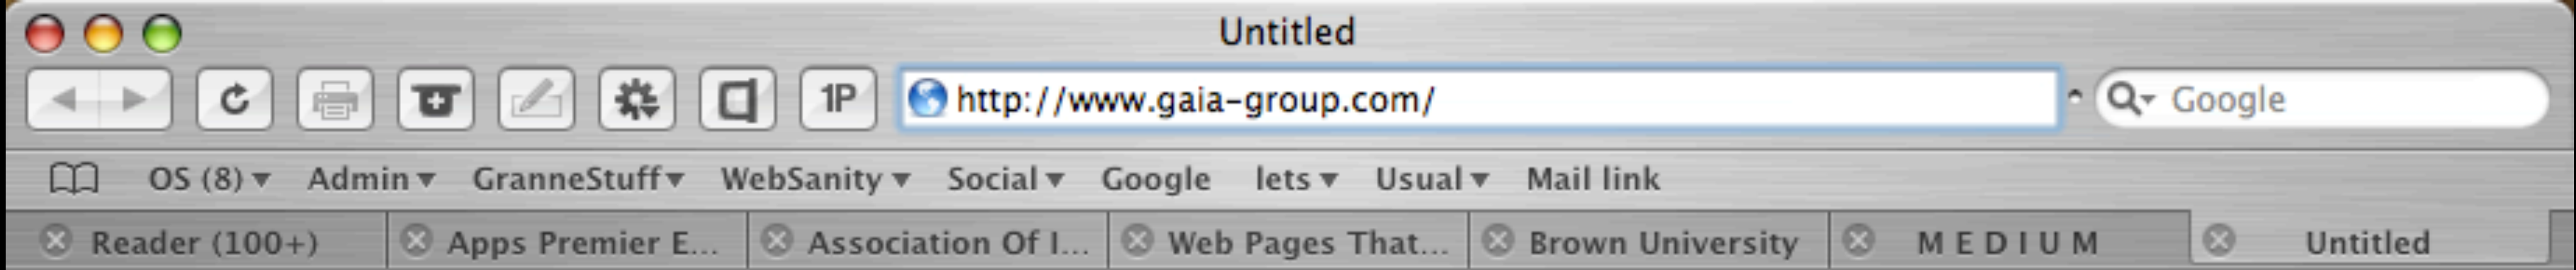 Untitled
1P http://www.gaia-group.com/ Google
OS (8) Admin GranneStuff WebSanity Social Google lets Usual Mail link
Reader (100+) Apps Premier E... Association Of I... Web Pages That... Brown University M E D I U M Untitled